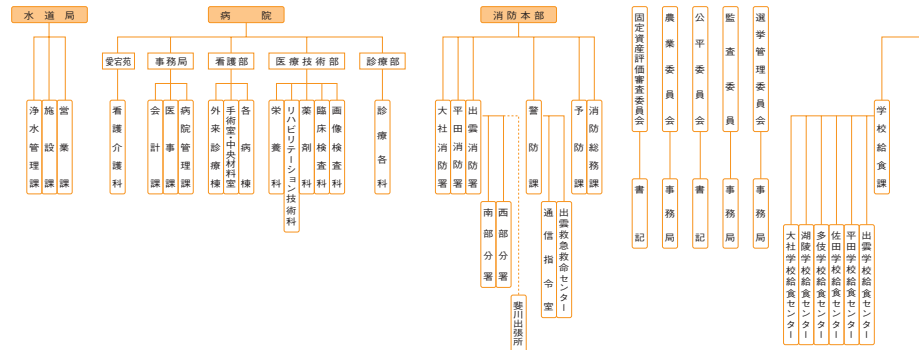 水道局
病院
消防本部
固定資産評価審査委員会
農業委員会
公平委員会
監査委員
選挙管理委員会
愛宕苑
事務局
看護部
医療技術部
診療部
浄水管理課
施設課
営業課
看護介護科
会計課
医事課
病院管理課
外来診療棟
手術室・中央材料室
各病棟
栄養科
リハビリテーション技術科
薬剤科
臨床検査科
画像検査科
診療各科
大社消防署
平田消防署
出雲消防署
警防課
予防課
消防総務課
学校給食課
書記
事務局
書記
事務局
事務局
南部分署
西部分署
通信指令室
出雲救急救命センター
大社学校給食センター
湖陵学校給食センター
多伎学校給食センター
佐田学校給食センター
平田学校給食センター
出雲学校給食センター
斐川出張所